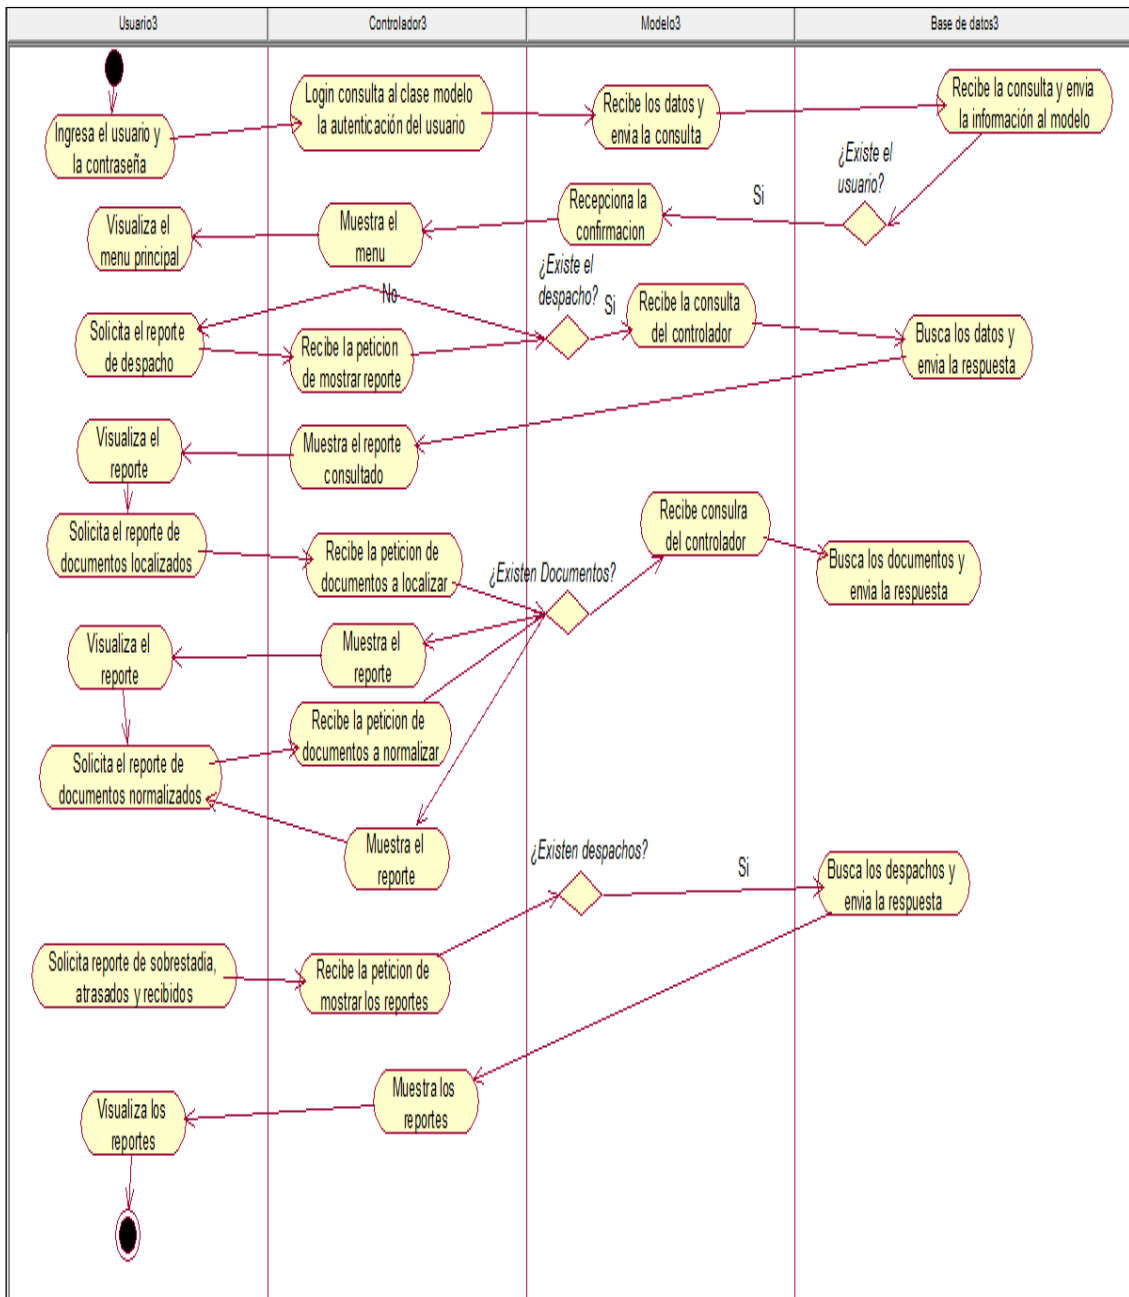 Usuario3
Controlador3
Modelo3
Base de datos3
Ingresa el usuario y
la contraseña
Login consulta al clase modelo
la autenticación del usuario
Recibe los datos y
envia la consulta
Recibe la consulta y envia
la información al modelo
¿Existe el
usuario?
Si
Recepciona la
confirmacion
Muestra el
menu
Visualiza el
menu principal
Solicita el reporte
de despacho
No
Recibe la peticion
de mostrar reporte
¿Existe el
despacho?
Si
Recibe la consulta
del controlador
Busca los datos y
envia la respuesta
Muestra el reporte
consultado
Visualiza el
reporte
Solicita el reporte de
documentos localizados
Recibe la peticion de
documentos a localizar
¿Existen Documentos?
Recibe consulra
del controlador
Busca los documentos y
envia la respuesta
Muestra el
reporte
Visualiza el
reporte
Solicita el reporte de
documentos normalizados
Recibe la peticion de
documentos a normalizar
Muestra el
reporte
¿Existen despachos?
Si
Busca los despachos y
envia la respuesta
Solicita reporte de sobrestadia,
atrasados y recibidos
Recibe la peticion de
mostrar los reportes
Muestra los
reportes
Visualiza los
reportes